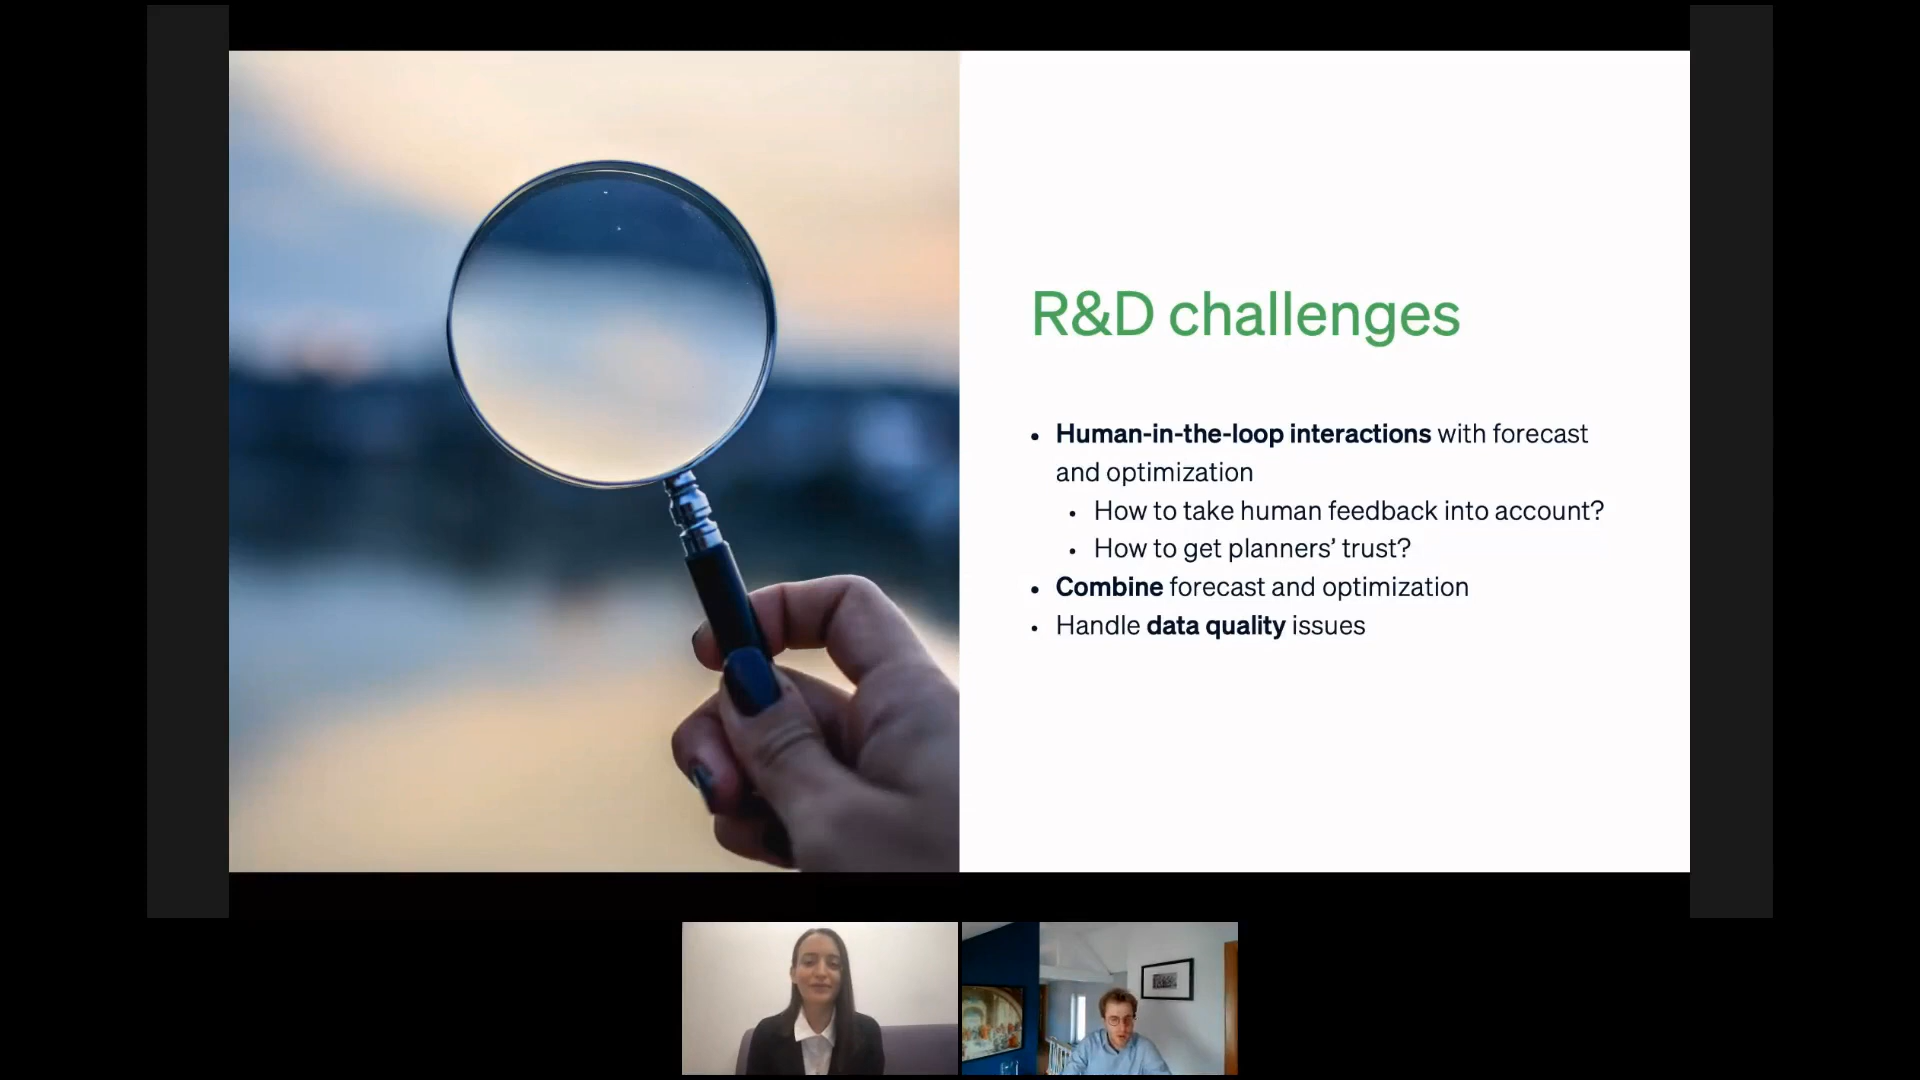 R&D challenges
• Human-in-the-loop interactions with forecast
and optimization
• How to take human feedback into account?
• How to get planners’ trust?
• Combine forecast and optimization
• Handle data quality issues